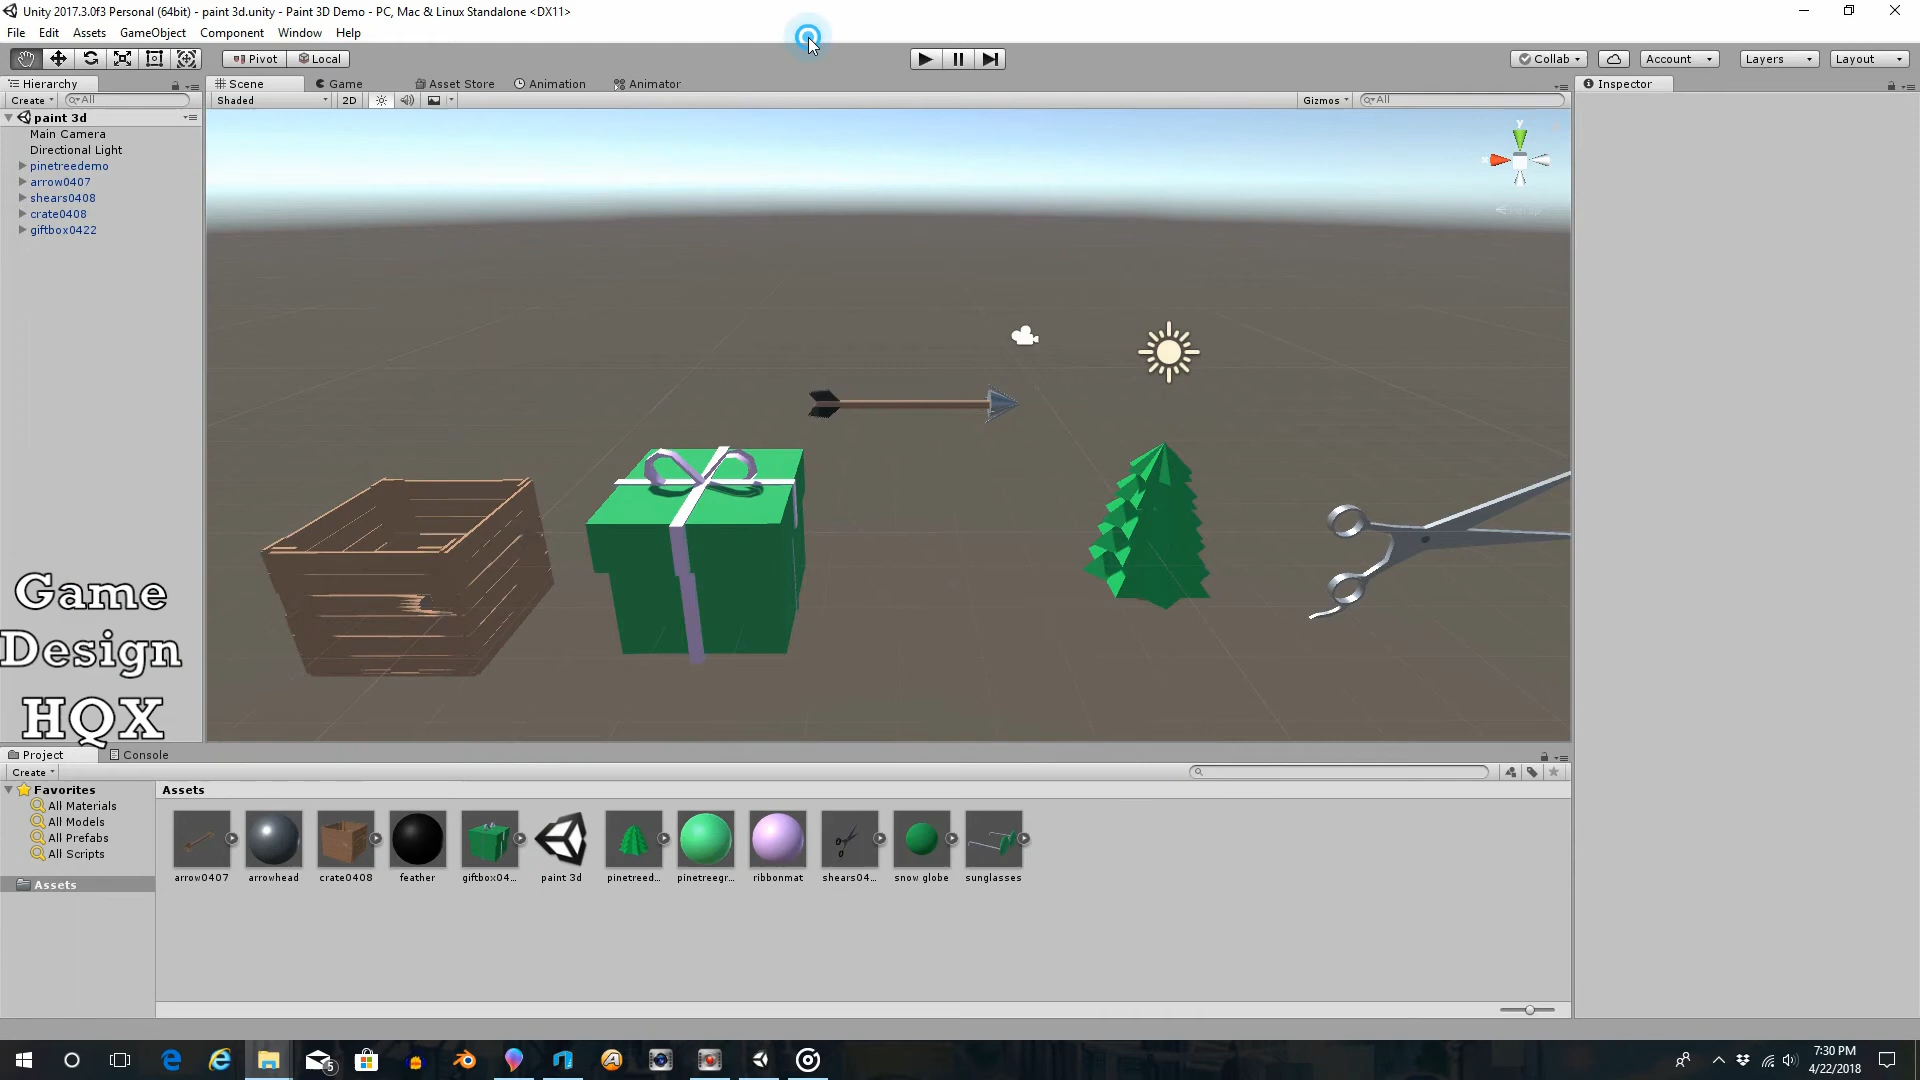 Unity 2017.3.0f3 Personal (64bit) - paint 3d.unity - Paint 3D Demo - PC, Mac & Linux Standalone <DX11>
File Edit Assets GameObject Component Window Help
Pivot Local Collab Account Layers Layout
Hierarchy Scene Game Asset Store Animation Animator Inspector
Create All Shaded 2D Gizmos All
paint 3d
Main Camera
Directional Light
pinetreedemo
arrow0407
shears0408
crate0408
giftbox0422
y
Persp
Game
Design
HQX
Project Console
Create
Favorites
All Materials
All Models
All Prefabs
All Scripts
Assets
Assets
arrow0407 arrowhead crate0408 feather giftbox04... paint 3d pinetreed... pinetreegr... ribbonmat shears04... snow globe sunglasses
5
7:30 PM
4/22/2018